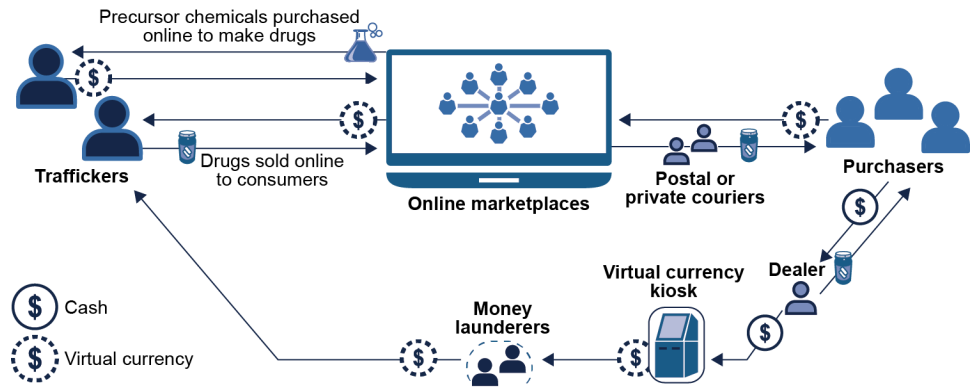 Precursor chemicals purchased
online to make drugs
$
$
Drugs sold online
to consumers
Traffickers
Online marketplaces
$
Postal or
private couriers
Purchasers
$
Dealer
$
Virtual currency
kiosk
$
Money
launderers
$
$ Cash
$ Virtual currency